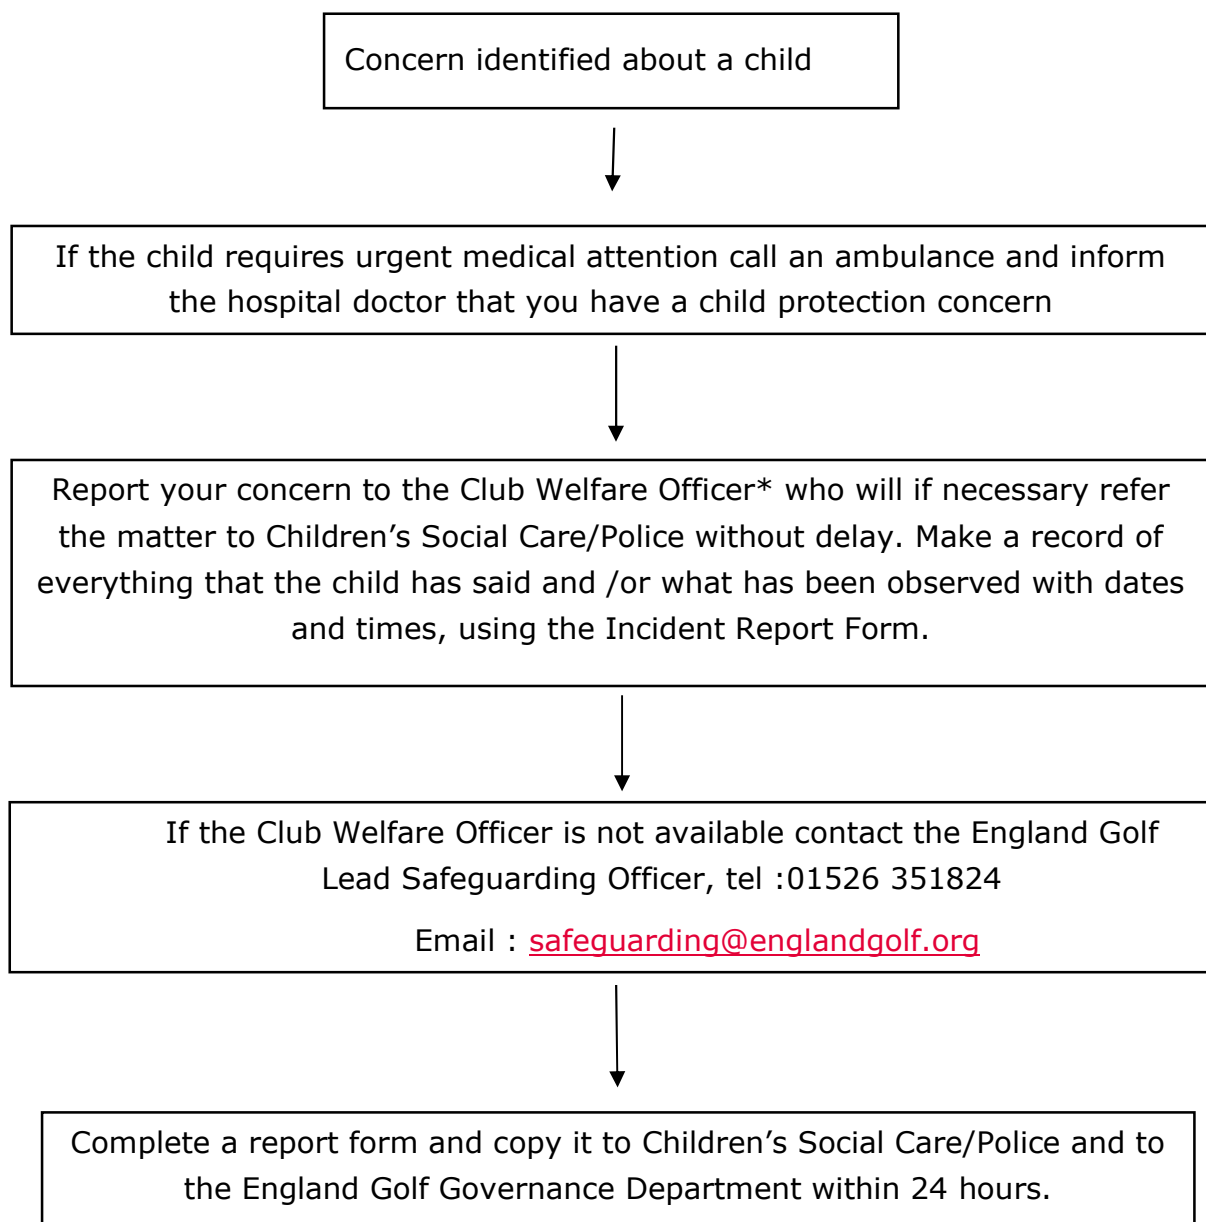 Concern identified about a child
If the child requires urgent medical attention call an ambulance and inform
the hospital doctor that you have a child protection concern
Report your concern to the Club Welfare Officer* who will if necessary refer
the matter to Children’s Social Care/Police without delay. Make a record of
everything that the child has said and /or what has been observed with dates
and times, using the Incident Report Form.
If the Club Welfare Officer is not available contact the England Golf
Lead Safeguarding Officer, tel :01526 351824
Email : safeguarding@englandgolf.org
Complete a report form and copy it to Children’s Social Care/Police and to
the England Golf Governance Department within 24 hours.